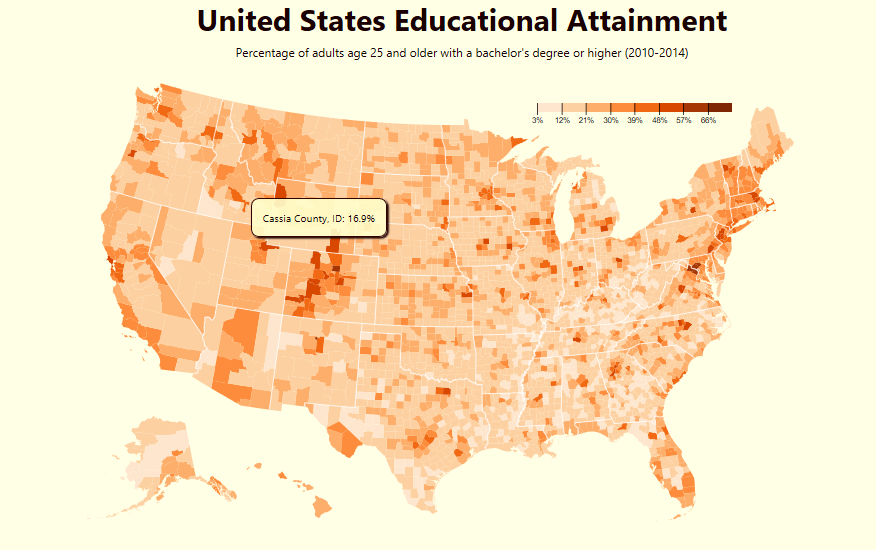 United States Educational Attainment
Percentage of adults age 25 and older with a bachelor's degree or higher (2010-2014)
3% 12% 21% 30% 39% 48% 57% 66%
Cassia County, ID: 16.9%